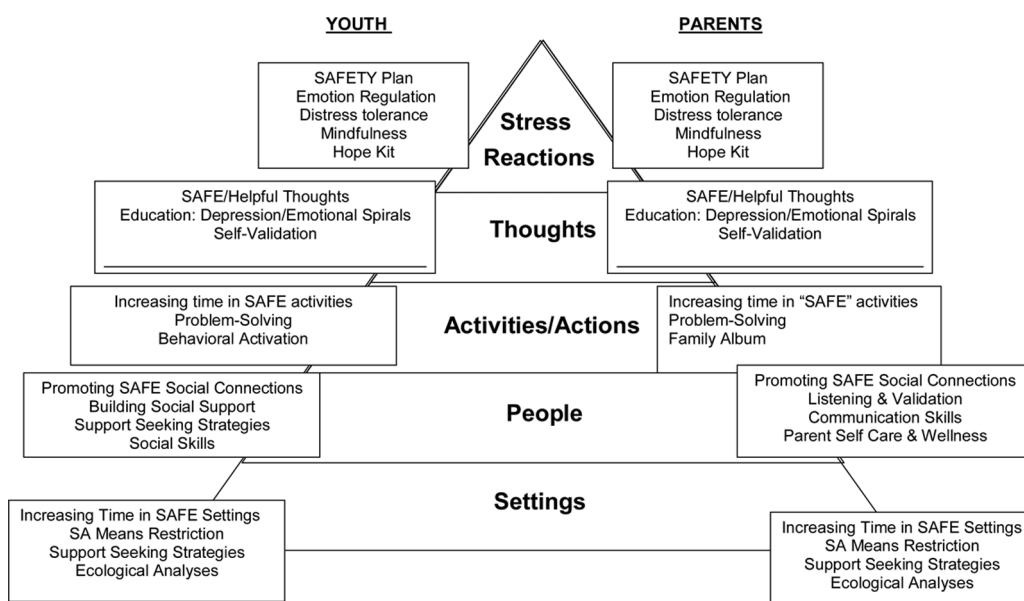 YOUTH
PARENTS
SAFETY Plan
Emotion Regulation
Distress tolerance
Mindfulness
Hope Kit
Stress
Reactions
SAFETY Plan
Emotion Regulation
Distress tolerance
Mindfulness
Hope Kit
SAFE/Helpful Thoughts
Education: Depression/Emotional Spirals
Self-Validation
Thoughts
SAFE/Helpful Thoughts
Education: Depression/Emotional Spirals
Self-Validation
Increasing time in SAFE activities
Problem-Solving
Behavioral Activation
Activities/Actions
Increasing time in “SAFE” activities
Problem-Solving
Family Album
Promoting SAFE Social Connections
Building Social Support
Support Seeking Strategies
Social Skills
People
Promoting SAFE Social Connections
Listening & Validation
Communication Skills
Parent Self Care & Wellness
Increasing Time in SAFE Settings
SA Means Restriction
Support Seeking Strategies
Ecological Analyses
Settings
Increasing Time in SAFE Settings
SA Means Restriction
Support Seeking Strategies
Ecological Analyses